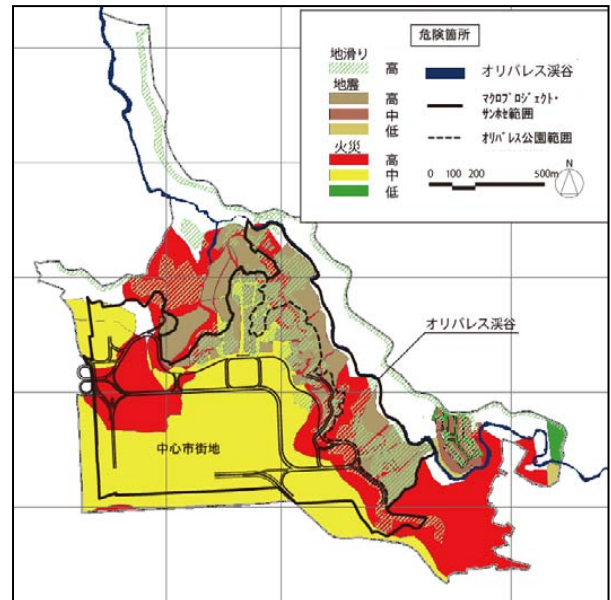 危険箇所
地滑り
高
地震
高
中
低
火災
高
中
低
オリバレス渓谷
マクロプロジェクト・
サンホセ範囲
オリバレス公園範囲
0 100 200 500m
N
オリバレス渓谷
中心市街地